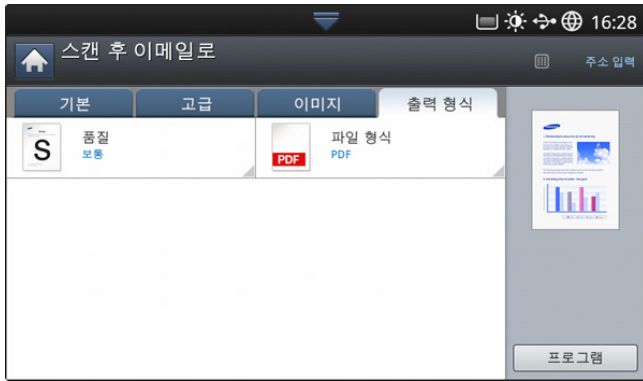 16:28
스캔 후 이메일로
주소 입력
기본
고급
이미지
출력 형식
S
품질
보통
PDF
파일 형식
PDF
프로그램